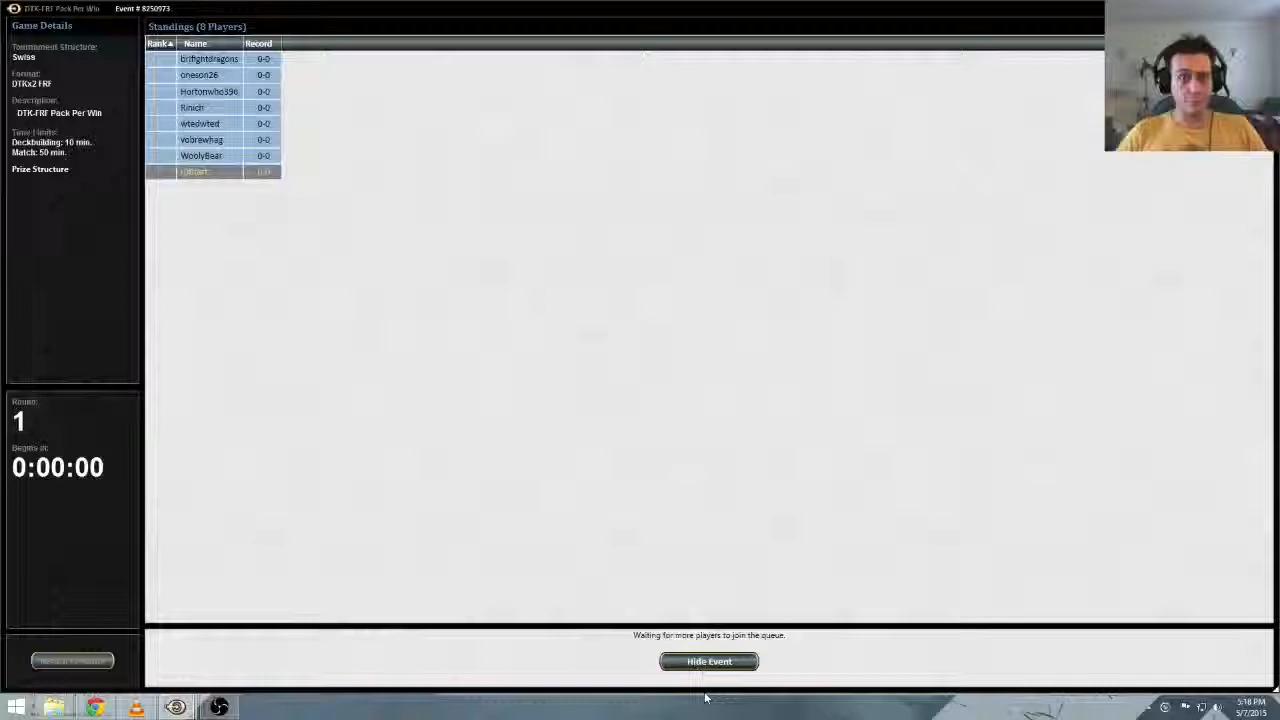 DTK-FRF Pack Per Win Event # 8250973
Game Details
Tournament Structure:
Swiss
Format:
DTKx2 FRF
Description:
DTK-FRF Pack Per Win
Time Limits:
Deckbuilding: 10 min.
Match: 50 min.
Prize Structure
Round:
1
Begins in:
0:00:00
Standings (8 Players)
Rank Name Record
brifightdragons 0-0
oneson26 0-0
Hortonwho396 0-0
Rinich 0-0
wtedwted 0-0
vobrewhag 0-0
WoolyBear 0-0
0-0
Waiting for more players to join the queue.
Hide Event
5:18 PM
5/7/2015